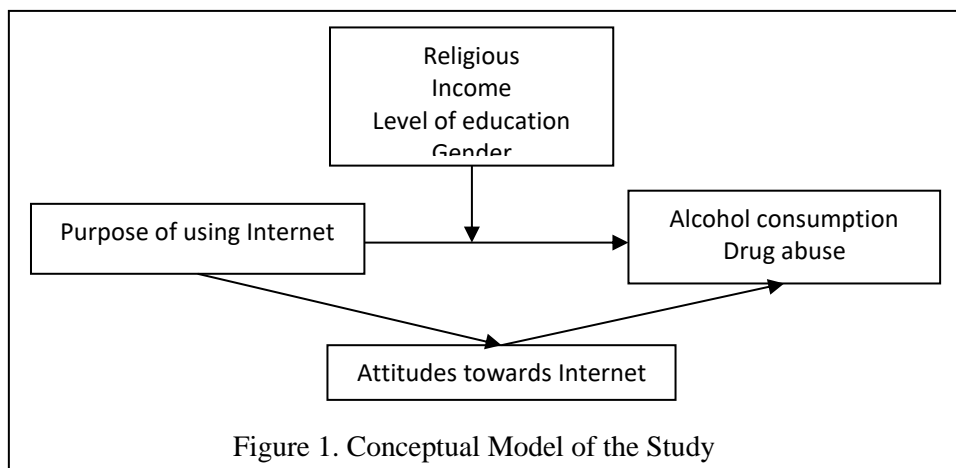 Religious
Income
Level of education
Gender
Purpose of using Internet
Alcohol consumption
Drug abuse
Attitudes towards Internet
Figure 1. Conceptual Model of the Study